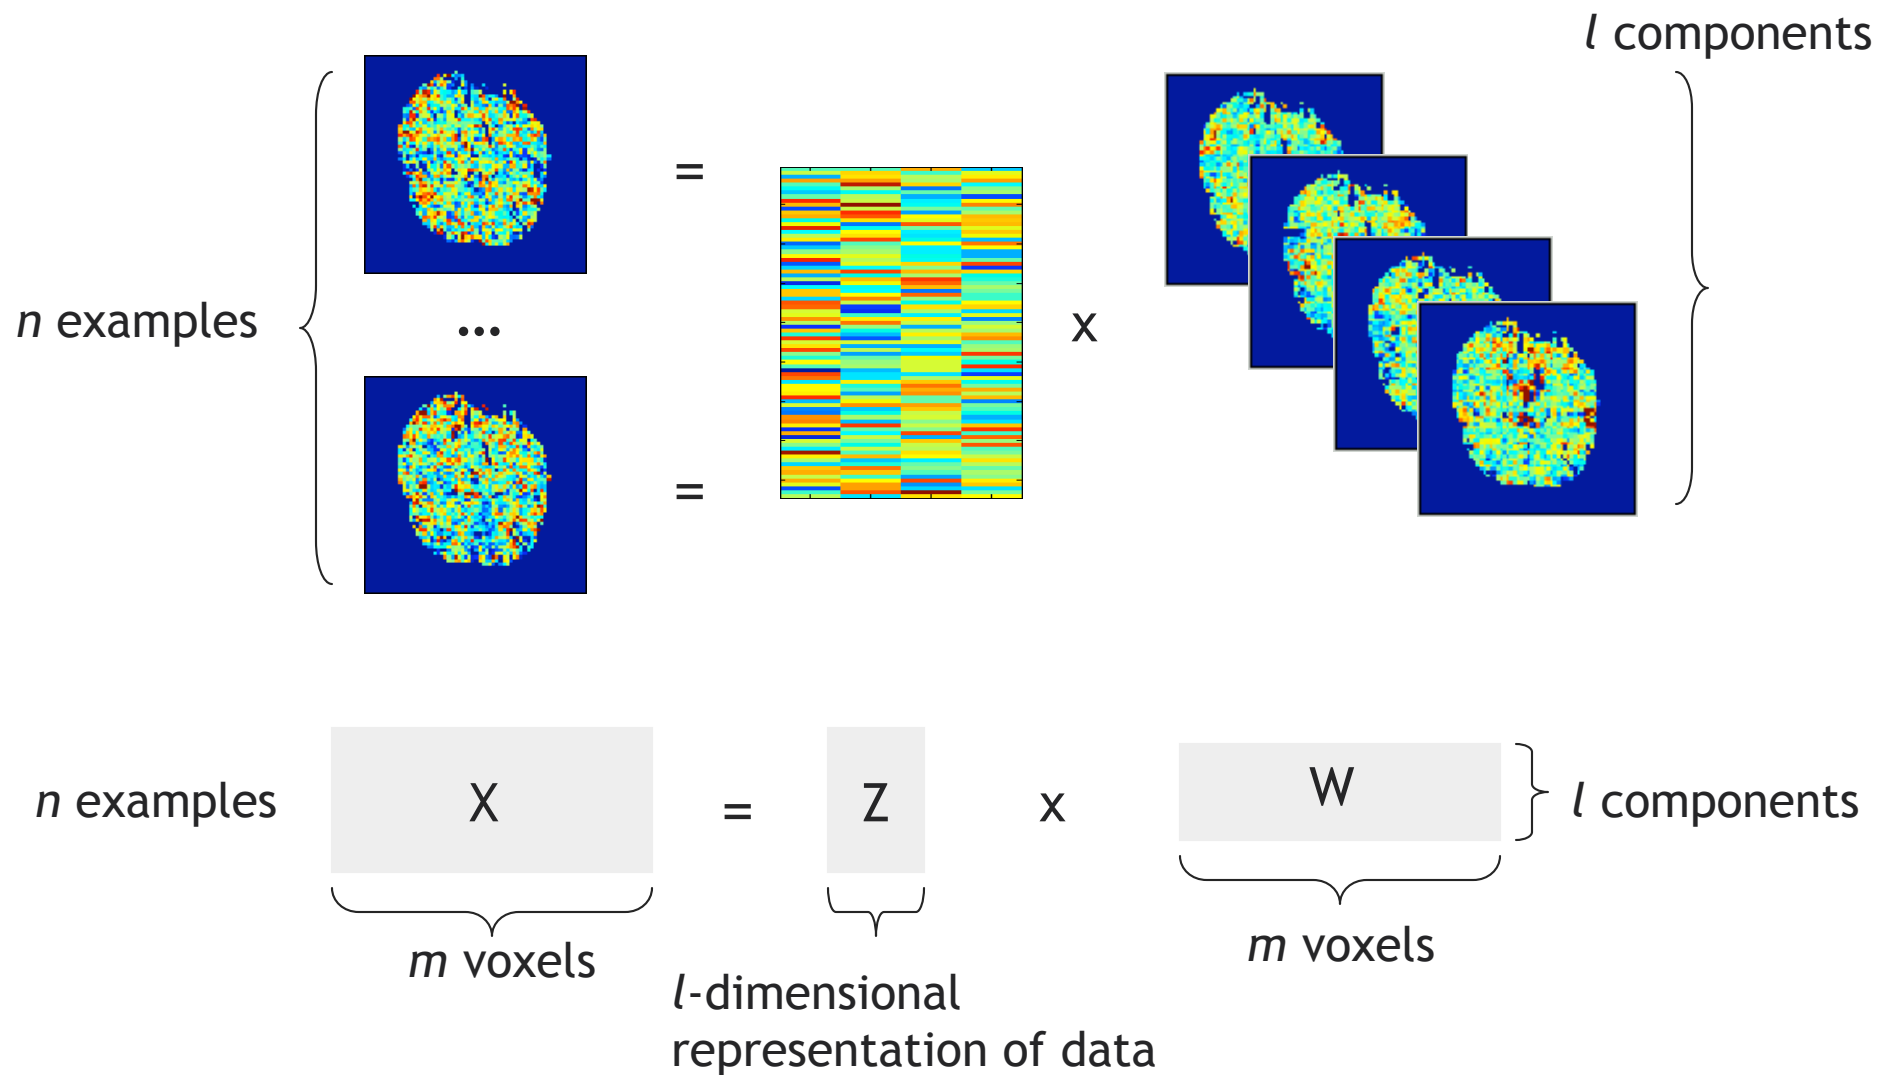 l components
=
n examples
...
x
=
n examples
X
=
Z
x
W
l components
m voxels
m voxels
l-dimensional
representation of data